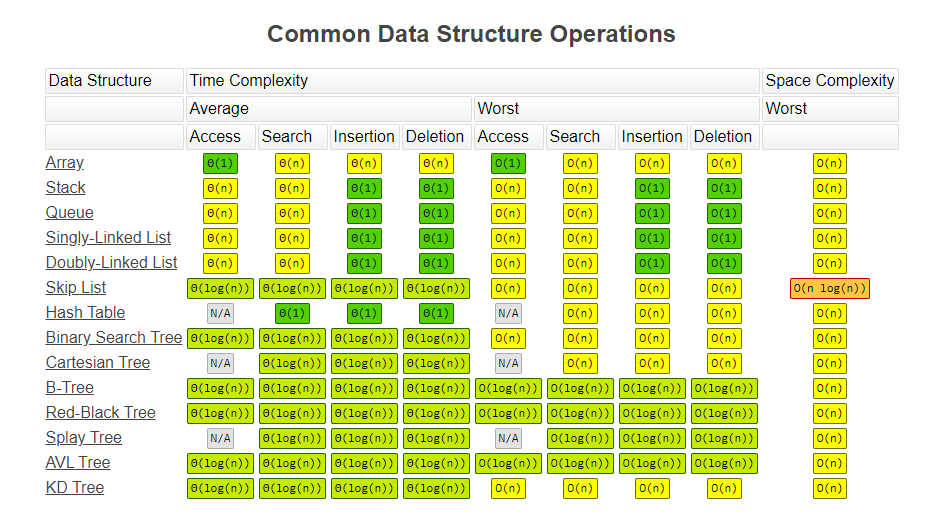 Common Data Structure Operations
Data Structure Time Complexity Space Complexity
Average Worst Worst
Access Search Insertion Deletion Access Search Insertion Deletion
Array Θ(1) Θ(n) Θ(n) Θ(n) O(1) O(n) O(n) O(n) O(n)
Stack Θ(n) Θ(n) Θ(1) Θ(1) O(n) O(n) O(1) O(1) O(n)
Queue Θ(n) Θ(n) Θ(1) Θ(1) O(n) O(n) O(1) O(1) O(n)
Singly-Linked List Θ(n) Θ(n) Θ(1) Θ(1) O(n) O(n) O(1) O(1) O(n)
Doubly-Linked List Θ(n) Θ(n) Θ(1) Θ(1) O(n) O(n) O(1) O(1) O(n)
Skip List Θ(log(n)) Θ(log(n)) Θ(log(n)) Θ(log(n)) O(n) O(n) O(n) O(n) O(n log(n))
Hash Table N/A Θ(1) Θ(1) Θ(1) N/A O(n) O(n) O(n) O(n)
Binary Search Tree Θ(log(n)) Θ(log(n)) Θ(log(n)) Θ(log(n)) O(n) O(n) O(n) O(n) O(n)
Cartesian Tree N/A Θ(log(n)) Θ(log(n)) Θ(log(n)) N/A O(n) O(n) O(n) O(n)
B-Tree Θ(log(n)) Θ(log(n)) Θ(log(n)) Θ(log(n)) O(log(n)) O(log(n)) O(log(n)) O(log(n)) O(n)
Red-Black Tree Θ(log(n)) Θ(log(n)) Θ(log(n)) Θ(log(n)) O(log(n)) O(log(n)) O(log(n)) O(log(n)) O(n)
Splay Tree N/A Θ(log(n)) Θ(log(n)) Θ(log(n)) N/A O(log(n)) O(log(n)) O(log(n)) O(n)
AVL Tree Θ(log(n)) Θ(log(n)) Θ(log(n)) Θ(log(n)) O(log(n)) O(log(n)) O(log(n)) O(log(n)) O(n)
KD Tree Θ(log(n)) Θ(log(n)) Θ(log(n)) Θ(log(n)) O(n) O(n) O(n) O(n) O(n)